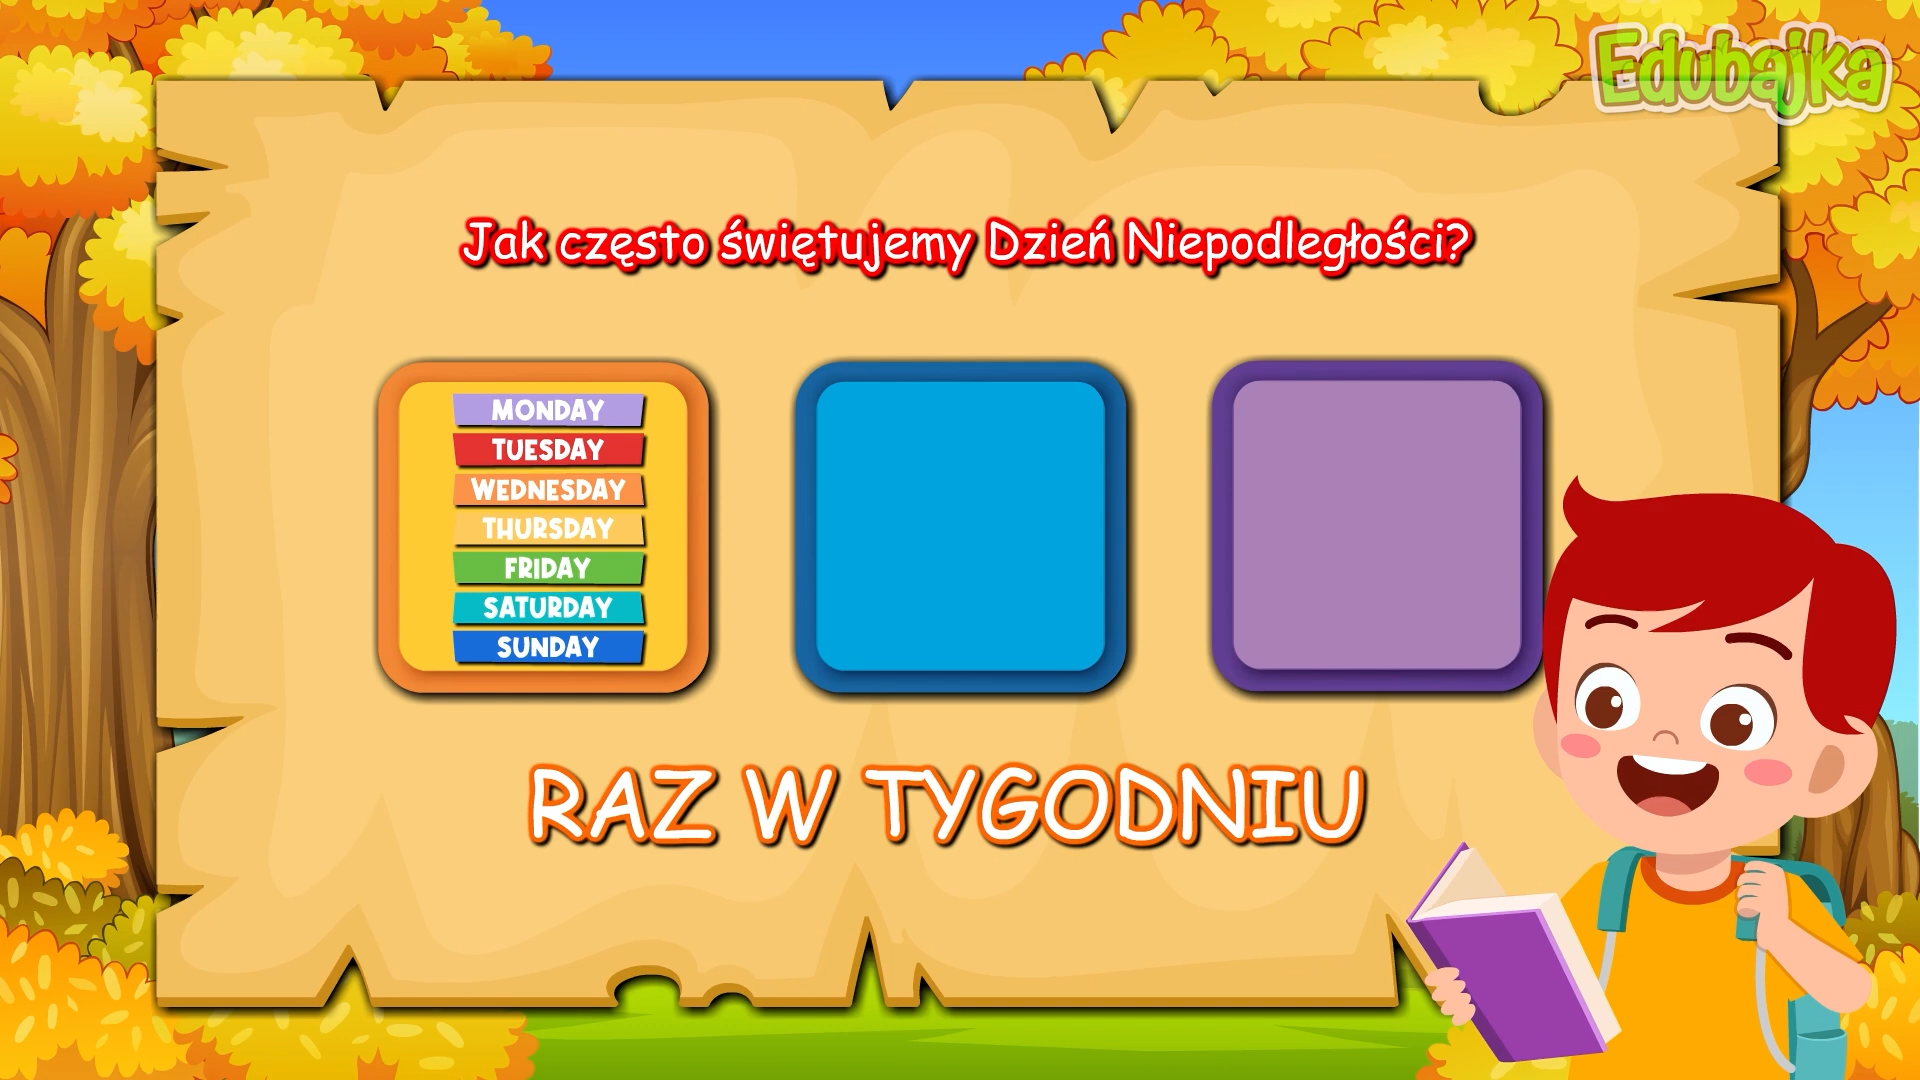 Edubajka
Jak często świętujemy Dzień Niepodległości?
MONDAY
TUESDAY
WEDNESDAY
THURSDAY
FRIDAY
SATURDAY
SUNDAY
RAZ W TYGODNIU